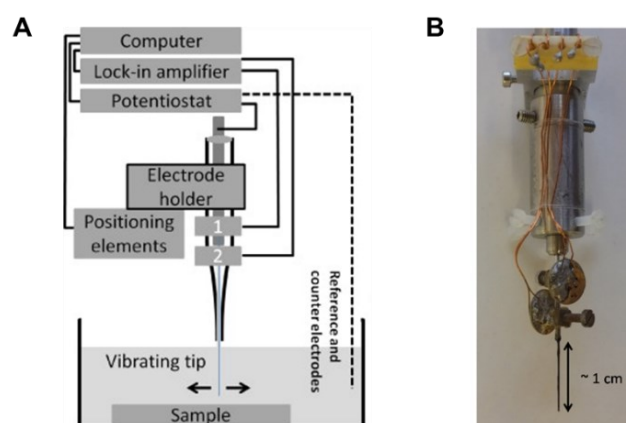 A
Computer
Lock-in amplifier
Potentiostat
Electrode
holder
Positioning
elements
1
2
Reference and
counter electrodes
Vibrating tip
Sample
B
~ 1 cm